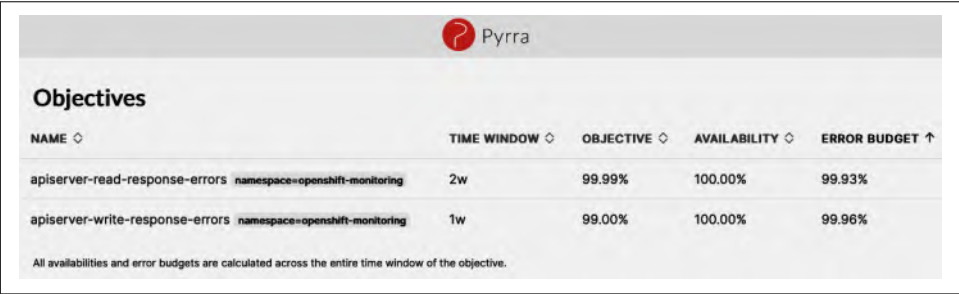 Pyrra
Objectives
NAME TIME WINDOW OBJECTIVE AVAILABILITY ERROR BUDGET ↑
apiserver-read-response-errors namespace=openshift-monitoring 2w 99.99% 100.00% 99.93%
apiserver-write-response-errors namespace=openshift-monitoring 1w 99.00% 100.00% 99.96%
All availabilities and error budgets are calculated across the entire time window of the objective.